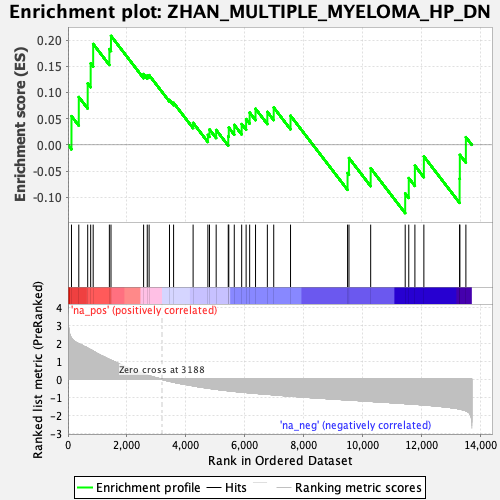 Enrichment plot: ZHAN_MULTIPLE_MYELOMA_HP_DN
Enrichment score (ES)
0.20
0.15
0.10
0.05
0.00
-0.05
-0.10
'na_pos' (positively correlated)
Ranked list metric (PreRanked)
4
3
2
1
0
-1
-2
-3
Zero cross at 3188
'na_neg' (negatively correlated)
0
2,000
4,000
6,000
8,000
10,000
12,000
14,000
Rank in Ordered Dataset
Enrichment profile
Hits
Ranking metric scores